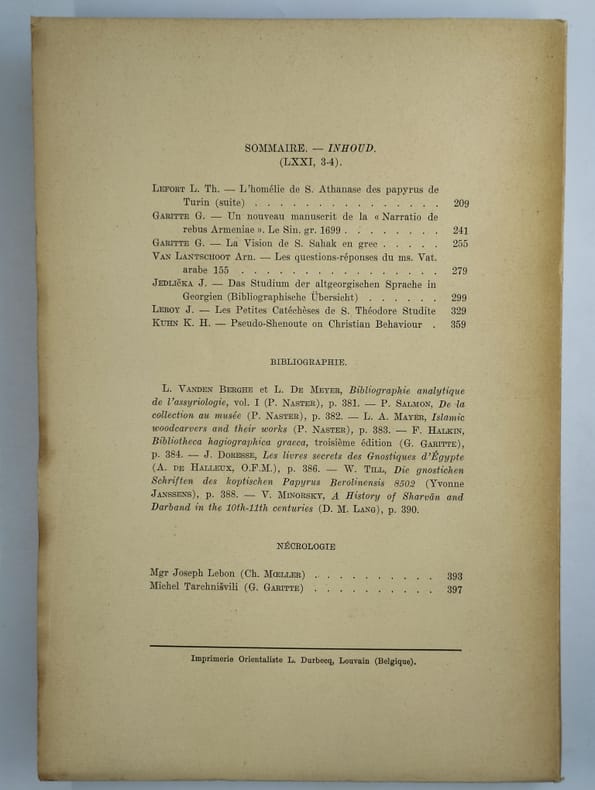 SOMMAIRE. — INHOUD.
(LXXI, 3-4).
LEFORT L. Th. — L'homélie de S. Athanase des papyrus de
Turin (suite) . . . . . . . . . . . . . . . 209
GARITTE G. — Un nouveau manuscrit de la « Narratio de
rebus Armeniae ». Le Sin. gr. 1699 . . . . . . . . 241
GARITTE G. — La Vision de S. Sahak en grec . . . . . 255
VAN LANTSCHOOT Arn. — Les questions-réponses du ms. Vat.
arabe 155 . . . . . . . . . . . . . . . . 279
JEDLIČKA J. — Das Studium der altgeorgischen Sprache in
Georgien (Bibliographische Übersicht) . . . . . . 299
LEROY J. — Les Petites Catéchèses de S. Théodore Studite 329
KUHN K. H. — Pseudo-Shenoute on Christian Behaviour . 359
BIBLIOGRAPHIE.
L. VANDEN BERGHE et L. DE MEYER, Bibliographie analytique
de l'assyriologie, vol. I (P. NASTER), p. 381. — P. SALMON, De la
collection au musée (P. NASTER), p. 382. — L. A. MAYER, Islamic
woodcarvers and their works (P. NASTER), p. 383. — F. HALKIN,
Bibliotheca hagiographica graeca, troisième édition (G. GARITTE),
p. 384. — J. DORESSE, Les livres secrets des Gnostiques d'Égypte
(A. DE HALLEUX, O.F.M.), p. 386. — W. TILL, Die gnostichen
Schriften des koptischen Papyrus Berolinensis 8502 (Yvonne
JANSSENS), p. 388. — V. MINORSKY, A History of Sharvān and
Darband in the 10th-11th centuries (D. M. LANG), p. 390.
NÉCROLOGIE
Mgr Joseph Lebon (Ch. MŒLLER) . . . . . . . . . . 393
Michel Tarchnišvili (G. GARITTE) . . . . . . . . . . 397
Imprimerie Orientaliste L. Durbecq, Louvain (Belgique).